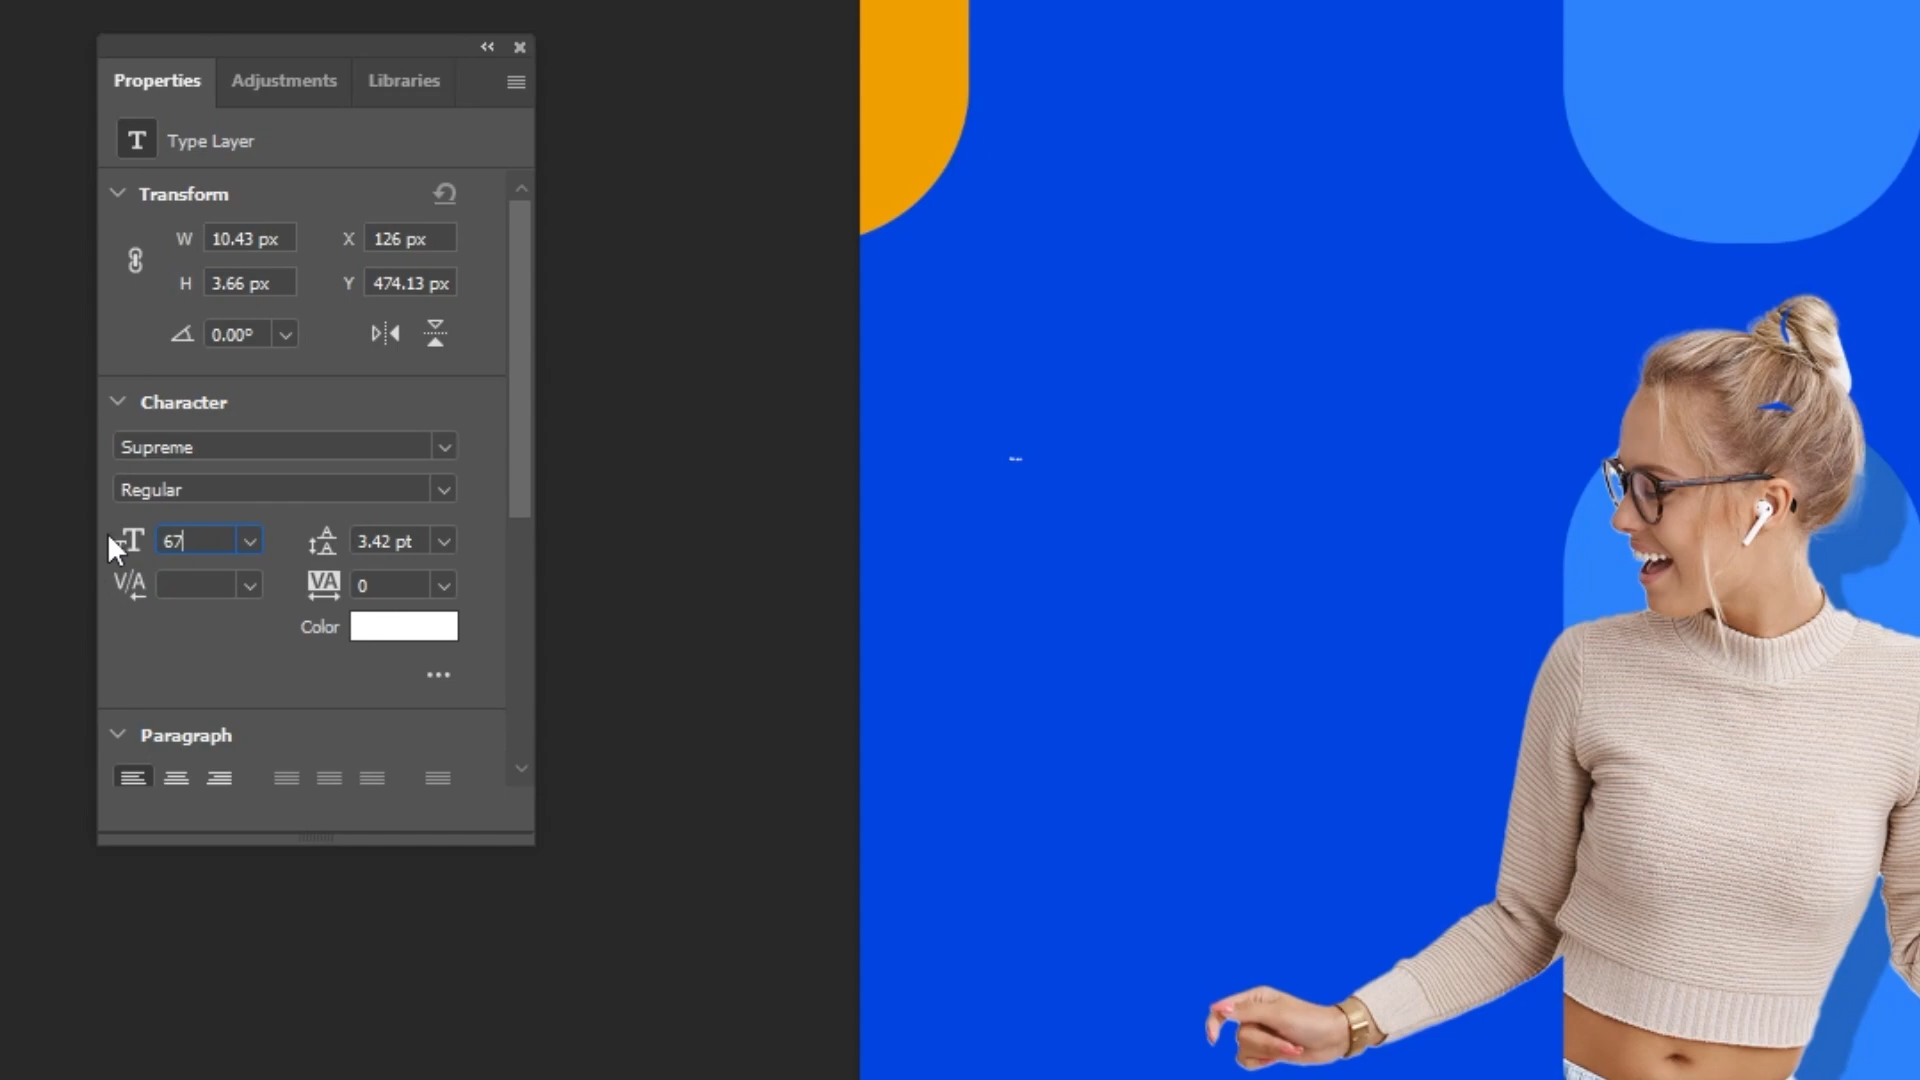 Properties
Adjustments
Libraries
T Type Layer
Transform
W 10.43 px X 126 px
H 3.66 px Y 474.13 px
0.00°
Character
Supreme
Regular
67 3.42 pt
V/A VA 0
Color
Paragraph